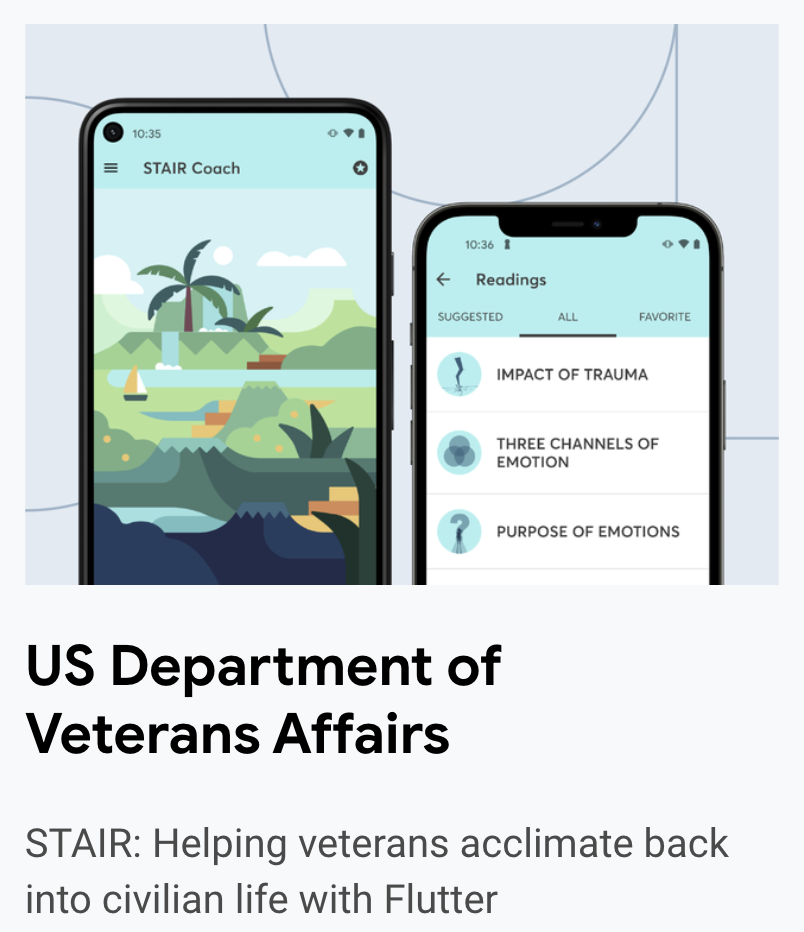 10:35
STAIR Coach
10:36
Readings
SUGGESTED ALL FAVORITE
IMPACT OF TRAUMA
THREE CHANNELS OF
EMOTION
PURPOSE OF EMOTIONS
US Department of
Veterans Affairs
STAIR: Helping veterans acclimate back
into civilian life with Flutter